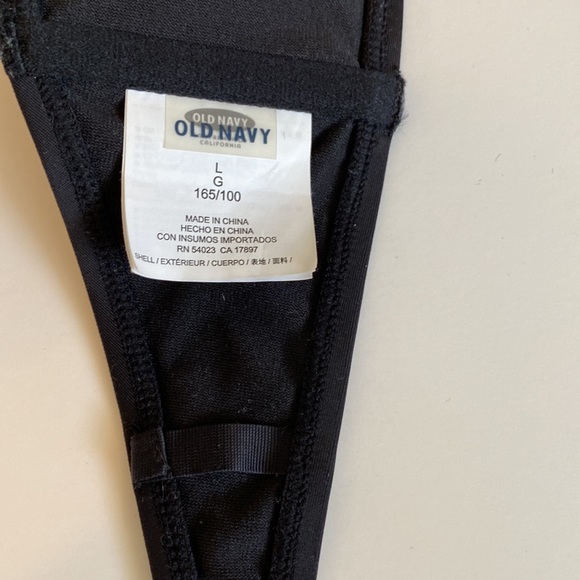 OLD NAVY
OLD NAVY
CALIFORNIA
L
G
165/100
MADE IN CHINA
HECHO EN CHINA
CON INSUMOS IMPORTADOS
RN 54023 CA 17897
SHELL / EXTÉRIEUR / CUERPO / 表地 / 面料 /